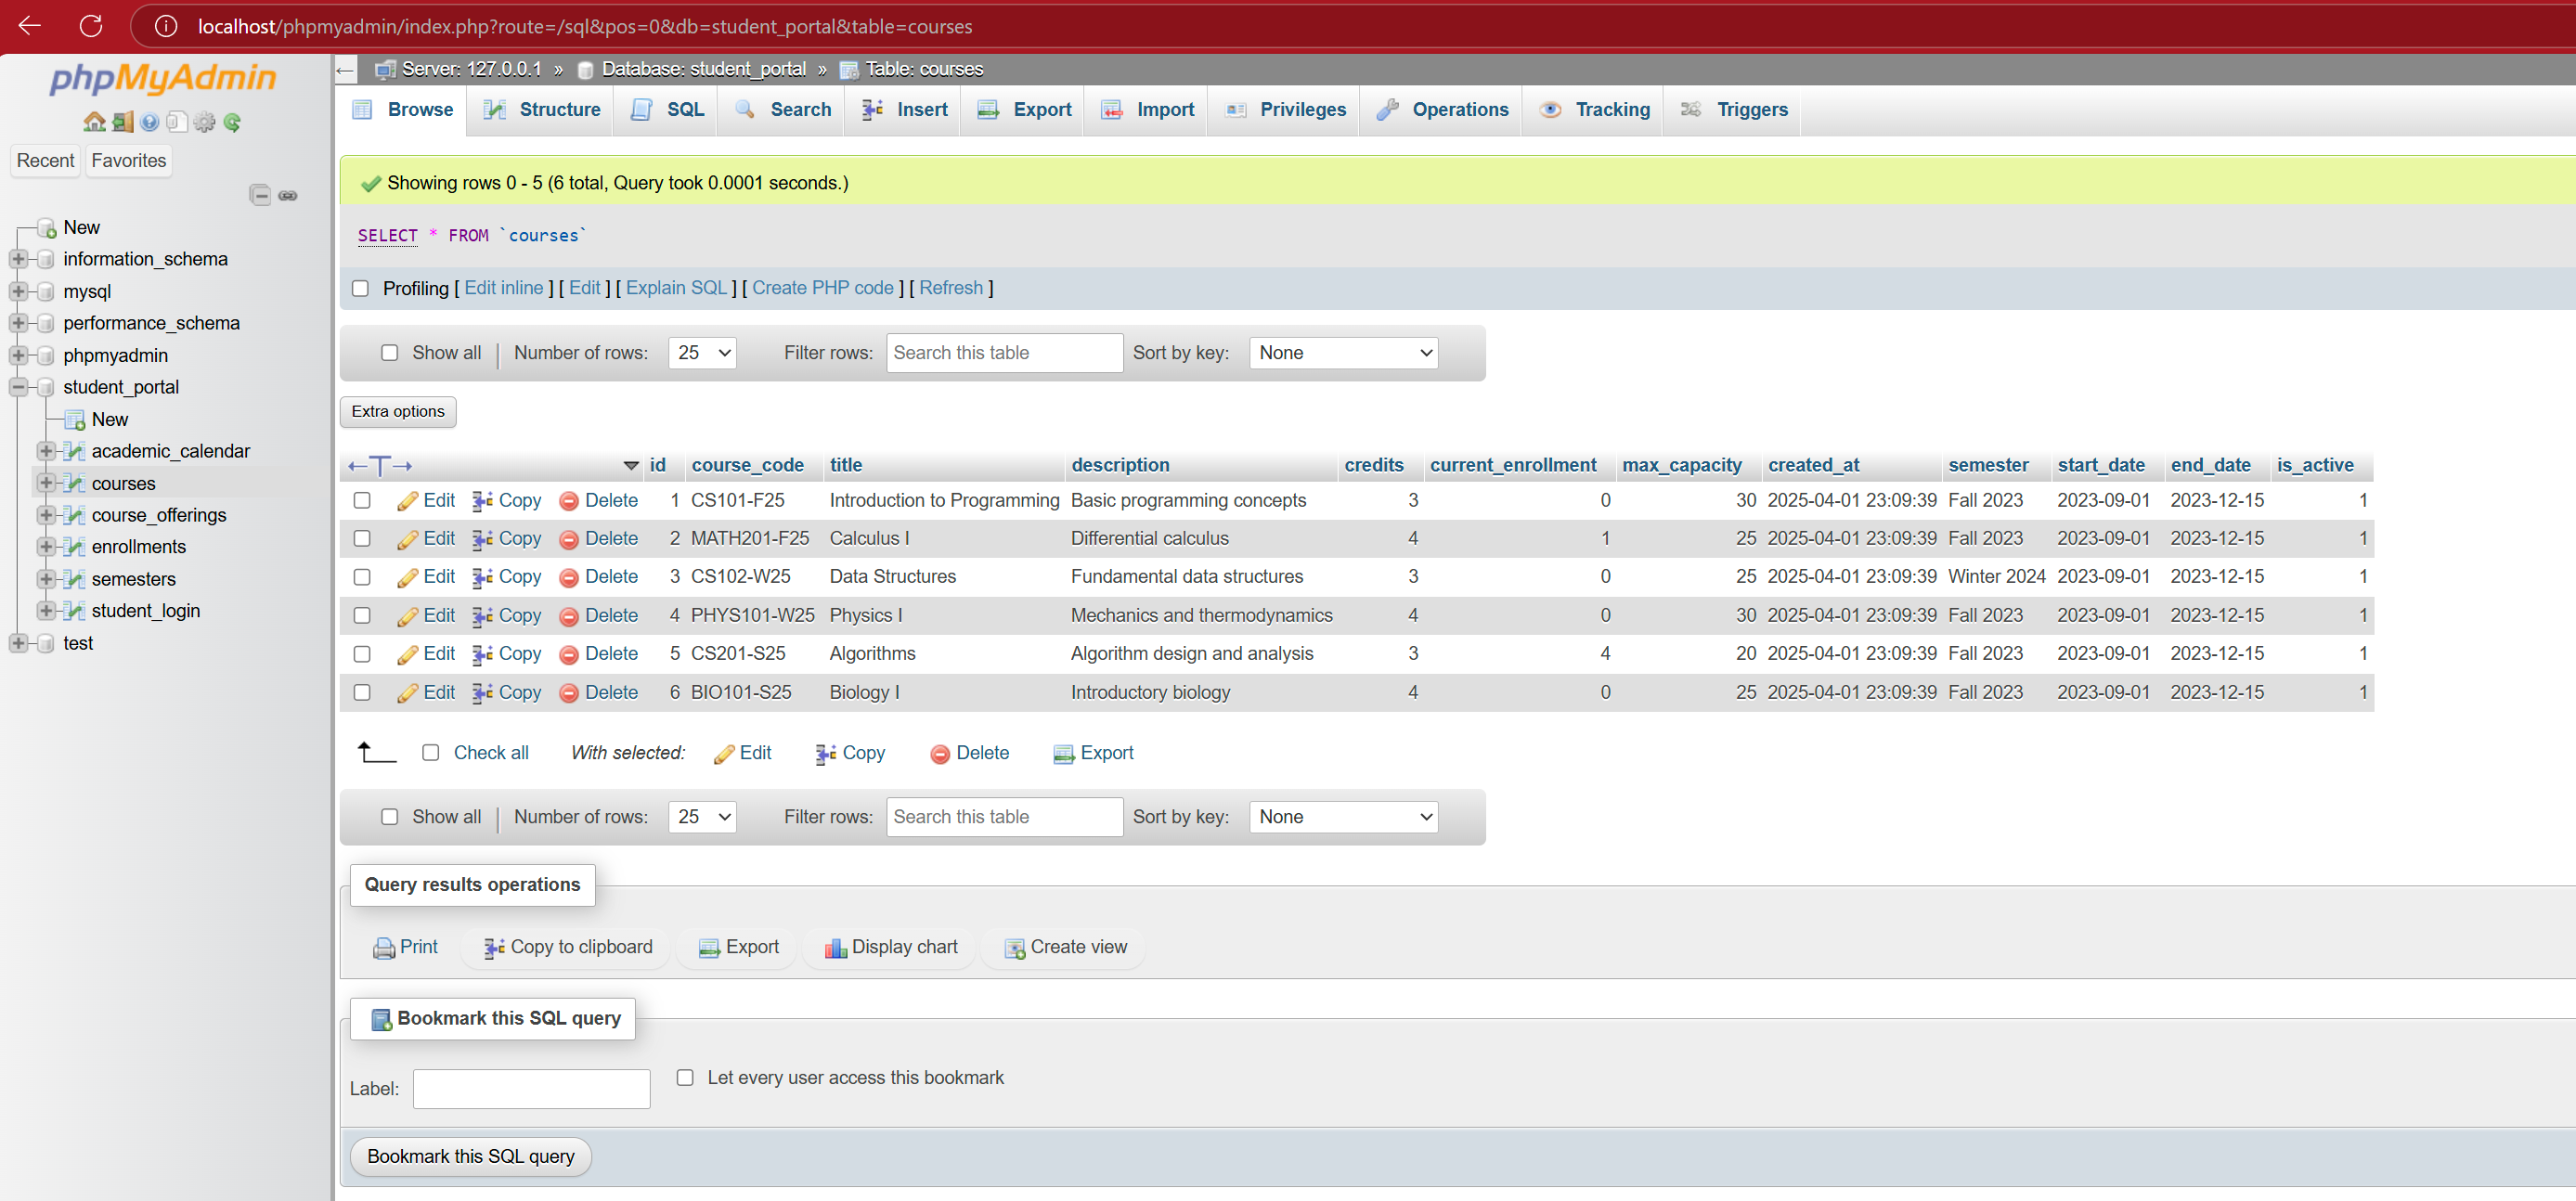 localhost/phpmyadmin/index.php?route=/sql&pos=0&db=student_portal&table=courses
phpMyAdmin
Recent Favorites
New
information_schema
mysql
performance_schema
phpmyadmin
student_portal
New
academic_calendar
courses
course_offerings
enrollments
semesters
student_login
test
Server: 127.0.0.1 » Database: student_portal » Table: courses
Browse Structure SQL Search Insert Export Import Privileges Operations Tracking Triggers
Showing rows 0 - 5 (6 total, Query took 0.0001 seconds.)
SELECT * FROM `courses`
Profiling [ Edit inline ] [ Edit ] [ Explain SQL ] [ Create PHP code ] [ Refresh ]
Show all | Number of rows: 25 Filter rows: Search this table Sort by key: None
Extra options
←T→ id course_code title description credits current_enrollment max_capacity created_at semester start_date end_date is_active
Edit Copy Delete 1 CS101-F25 Introduction to Programming Basic programming concepts 3 0 30 2025-04-01 23:09:39 Fall 2023 2023-09-01 2023-12-15 1
Edit Copy Delete 2 MATH201-F25 Calculus I Differential calculus 4 1 25 2025-04-01 23:09:39 Fall 2023 2023-09-01 2023-12-15 1
Edit Copy Delete 3 CS102-W25 Data Structures Fundamental data structures 3 0 25 2025-04-01 23:09:39 Winter 2024 2023-09-01 2023-12-15 1
Edit Copy Delete 4 PHYS101-W25 Physics I Mechanics and thermodynamics 4 0 30 2025-04-01 23:09:39 Fall 2023 2023-09-01 2023-12-15 1
Edit Copy Delete 5 CS201-S25 Algorithms Algorithm design and analysis 3 4 20 2025-04-01 23:09:39 Fall 2023 2023-09-01 2023-12-15 1
Edit Copy Delete 6 BIO101-S25 Biology I Introductory biology 4 0 25 2025-04-01 23:09:39 Fall 2023 2023-09-01 2023-12-15 1
Check all With selected: Edit Copy Delete Export
Show all | Number of rows: 25 Filter rows: Search this table Sort by key: None
Query results operations
Print Copy to clipboard Export Display chart Create view
Bookmark this SQL query
Label: Let every user access this bookmark
Bookmark this SQL query